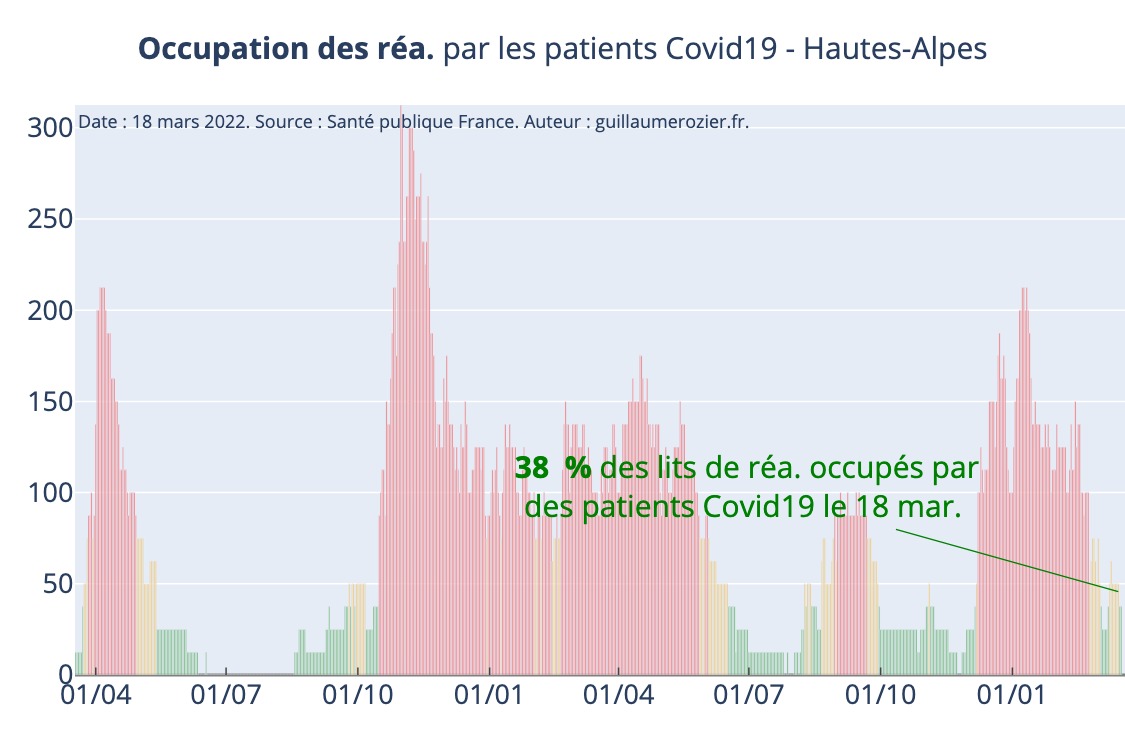 Occupation des réa. par les patients Covid19 - Hautes-Alpes
Date : 18 mars 2022. Source : Santé publique France. Auteur : guillaumerozier.fr.
300
250
200
150
100
50
0
38 % des lits de réa. occupés par
des patients Covid19 le 18 mar.
01/04 01/07 01/10 01/01 01/04 01/07 01/10 01/01